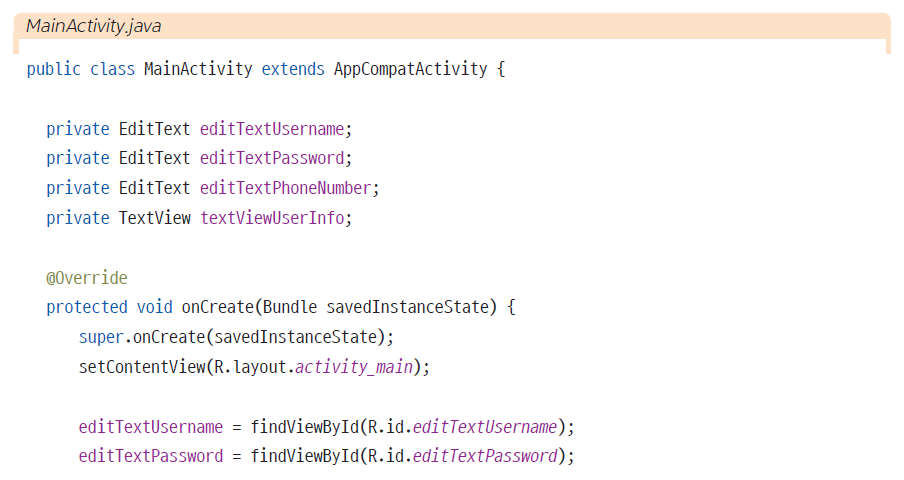 MainActivity.java
public class MainActivity extends AppCompatActivity {
private EditText editTextUsername;
private EditText editTextPassword;
private EditText editTextPhoneNumber;
private TextView textViewUserInfo;
@Override
protected void onCreate(Bundle savedInstanceState) {
super.onCreate(savedInstanceState);
setContentView(R.layout.activity_main);
editTextUsername = findViewById(R.id.editTextUsername);
editTextPassword = findViewById(R.id.editTextPassword);